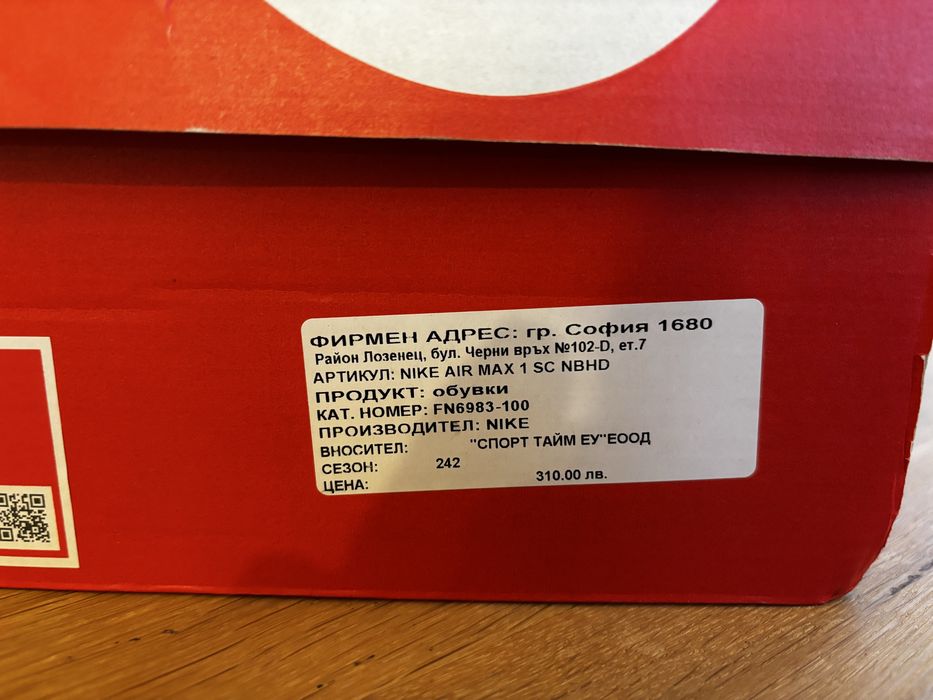 ФИРМЕН АДРЕС: гр. София 1680
Район Лозенец, бул. Черни връх №102-D, ет.7
АРТИКУЛ: NIKE AIR MAX 1 SC NBHD
ПРОДУКТ: обувки
КАТ. НОМЕР: FN6983-100
ПРОИЗВОДИТЕЛ: NIKE
ВНОСИТЕЛ: "СПОРТ ТАЙМ ЕУ"ЕООД
СЕЗОН: 242
ЦЕНА: 310.00 лв.